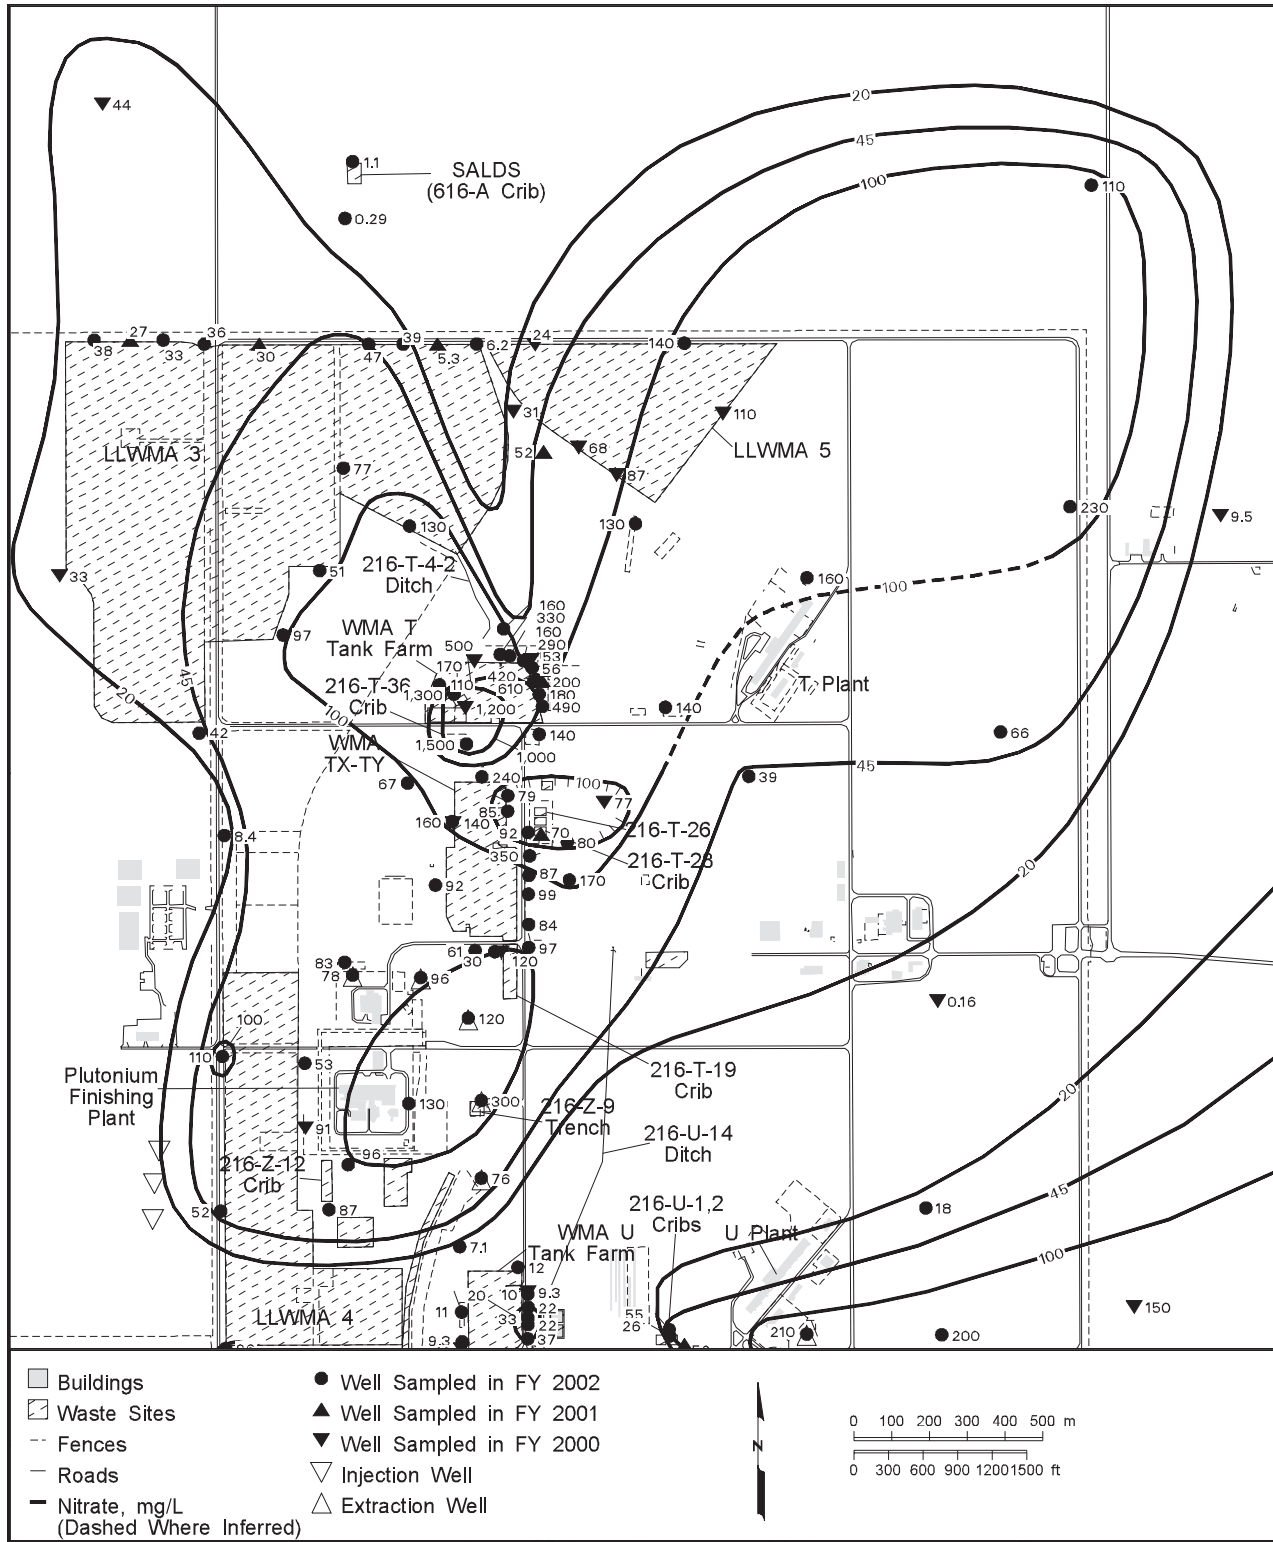 44
1.1
SALDS
(616-A Crib)
0.29
20
45
100
110
27
36
39
24
38
33
30
47
5.3
6.2
140
31
110
52
68
87
LLWMA 3
LLWMA 5
77
130
130
230
9.5
33
51
216-T-4-2
Ditch
160
100
97
WMA T
Tank Farm
160
330
160
290
500
53
56
170
420
200
216-T-36
Crib
1,300
110
610
180
T Plant
45
20
100
1,200
490
140
42
1,500
140
66
WMA
TX-TY
1,000
67
240
100
39
45
79
77
85
160
140
216-T-26
8.4
92
70
80
350
216-T-28
Crib
20
87
170
92
99
84
61
97
83
30
120
78
96
0.16
100
120
110
53
216-T-19
Crib
Plutonium
Finishing
Plant
130
300
216-Z-9
Trench
20
91
216-U-14
Ditch
96
216-Z-12
Crib
76
45
216-U-1,2
Cribs
52
87
18
WMA U
Tank Farm
U Plant
7.1
12
100
20
10
9.3
11
22
55
150
LLWMA 4
33
22
26
37
210
200
9.3
Buildings
Waste Sites
Fences
Roads
Nitrate, mg/L
(Dashed Where Inferred)
Well Sampled in FY 2002
Well Sampled in FY 2001
Well Sampled in FY 2000
Injection Well
Extraction Well
N
0 100 200 300 400 500 m
0 300 600 900 1200 1500 ft